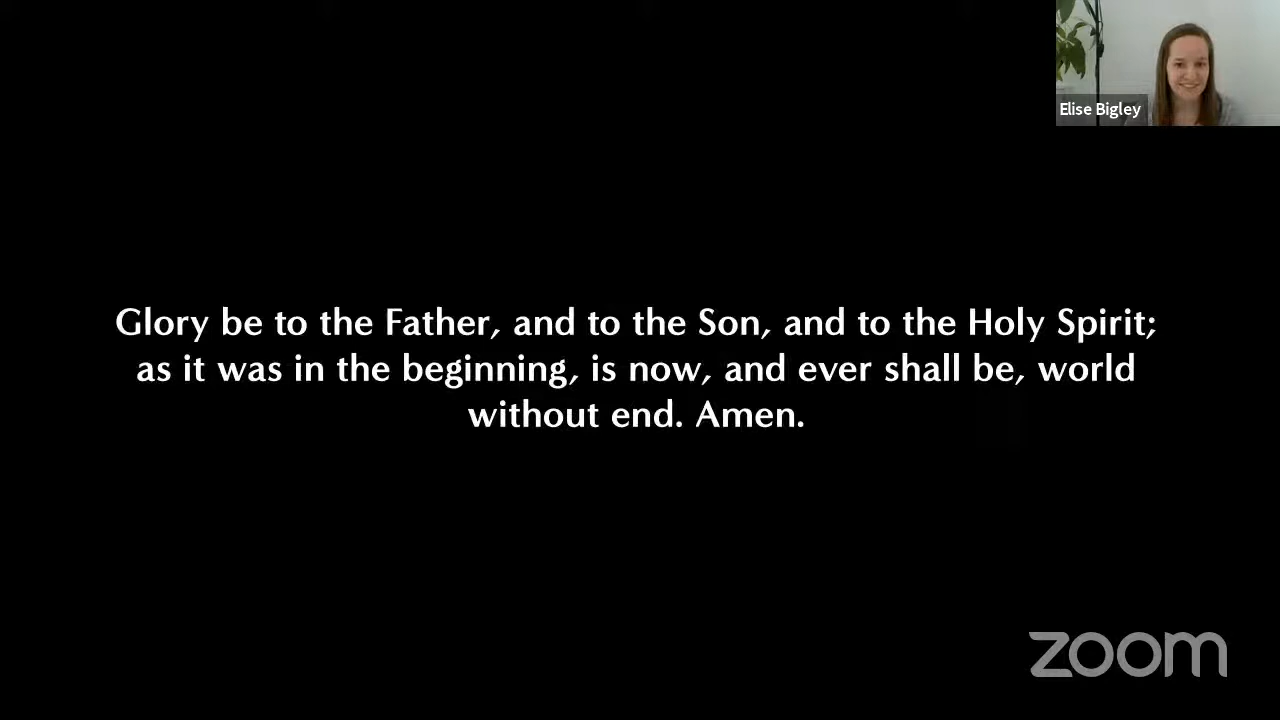 Elise Bigley
Glory be to the Father, and to the Son, and to the Holy Spirit;
as it was in the beginning, is now, and ever shall be, world
without end. Amen.
zoom